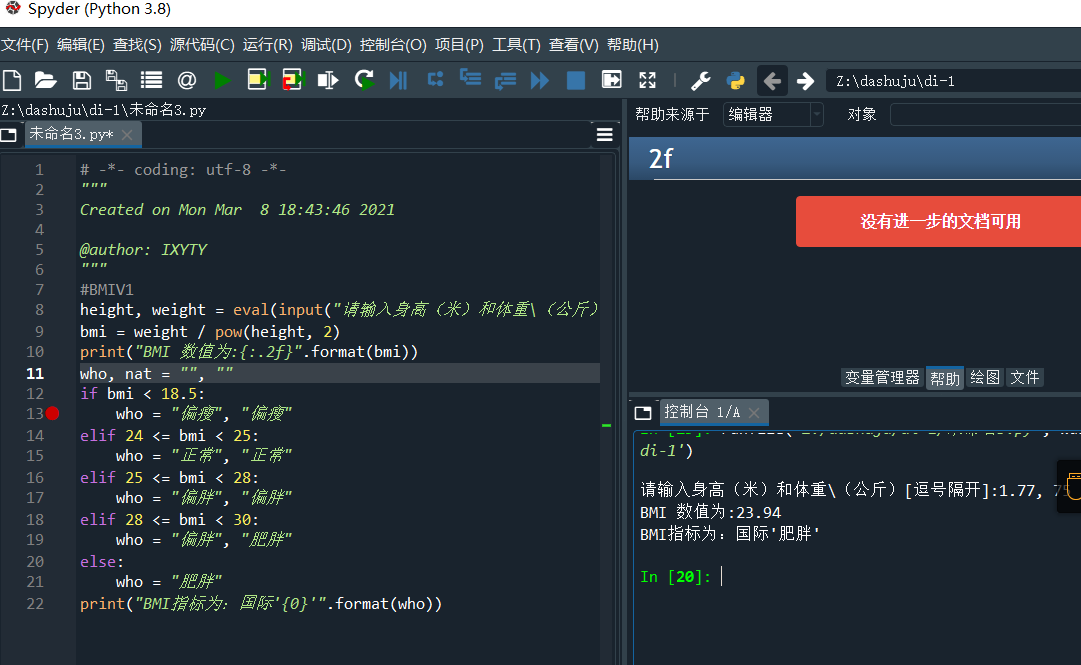 Spyder (Python 3.8)
文件(F) 编辑(E) 查找(S) 源代码(C) 运行(R) 调试(D) 控制台(O) 项目(P) 工具(T) 查看(V) 帮助(H)
Z:\dashuju\di-1
Z:\dashuju\di-1\未命名3.py
帮助来源于 编辑器 对象
未命名3.py*
2f
没有进一步的文档可用
1 # -*- coding: utf-8 -*-
2 """
3 Created on Mon Mar  8 18:43:46 2021
4
5 @author: IXYTY
6 """
7 #BMIV1
8 height, weight = eval(input("请输入身高（米）和体重\（公斤）
9 bmi = weight / pow(height, 2)
10 print("BMI 数值为:{:.2f}".format(bmi))
11 who, nat = "", ""
12 if bmi < 18.5:
13     who = "偏瘦", "偏瘦"
14 elif 24 <= bmi < 25:
15     who = "正常", "正常"
16 elif 25 <= bmi < 28:
17     who = "偏胖", "偏胖"
18 elif 28 <= bmi < 30:
19     who = "偏胖", "肥胖"
20 else:
21     who = "肥胖"
22 print("BMI指标为：国际'{0}'".format(who))
变量管理器 帮助 绘图 文件
控制台 1/A
di-1')
请输入身高（米）和体重\（公斤）[逗号隔开]:1.77, 75
BMI 数值为:23.94
BMI指标为：国际'肥胖'
In [20]: